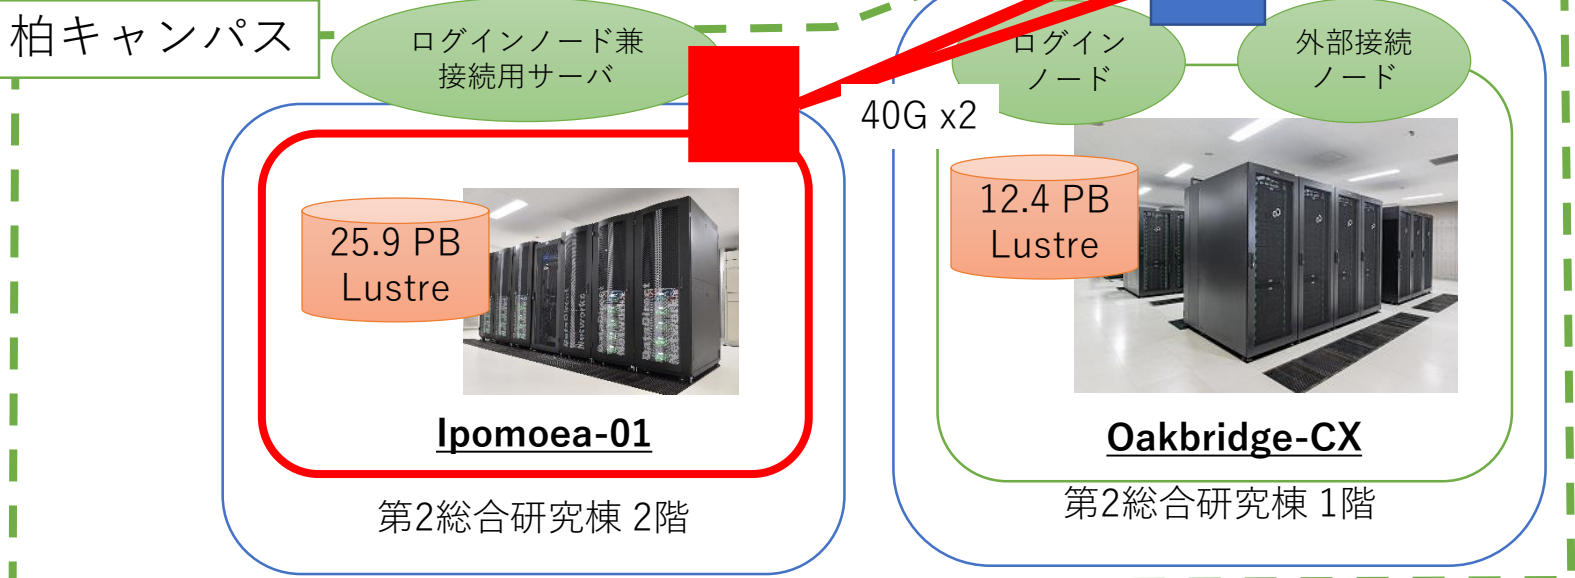 柏キャンパス
ログインノード兼
接続用サーバ
ログイン
ノード
外部接続
ノード
40G x2
25.9 PB
Lustre
DataDirect
Networks
12.4 PB
Lustre
Ipomoea-01
Oakbridge-CX
第2総合研究棟 2階
第2総合研究棟 1階